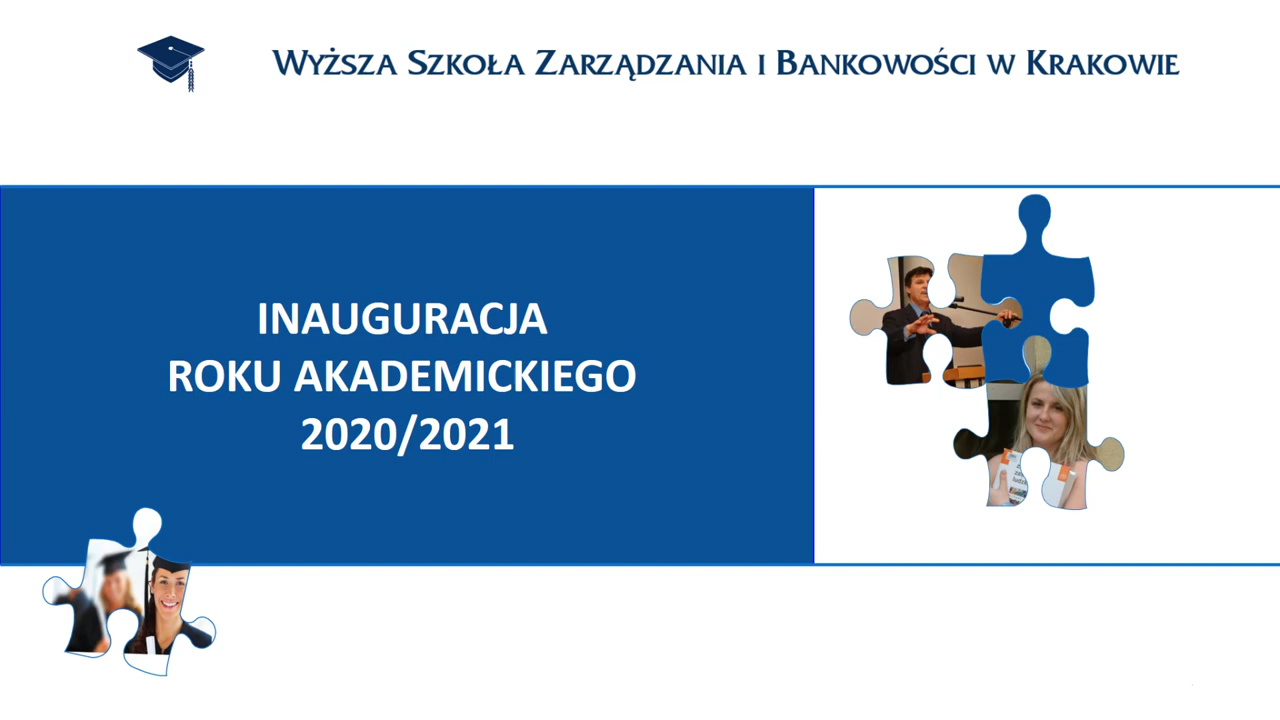 WYŻSZA SZKOŁA ZARZĄDZANIA I BANKOWOŚCI W KRAKOWIE
INAUGURACJA
ROKU AKADEMICKIEGO
2020/2021